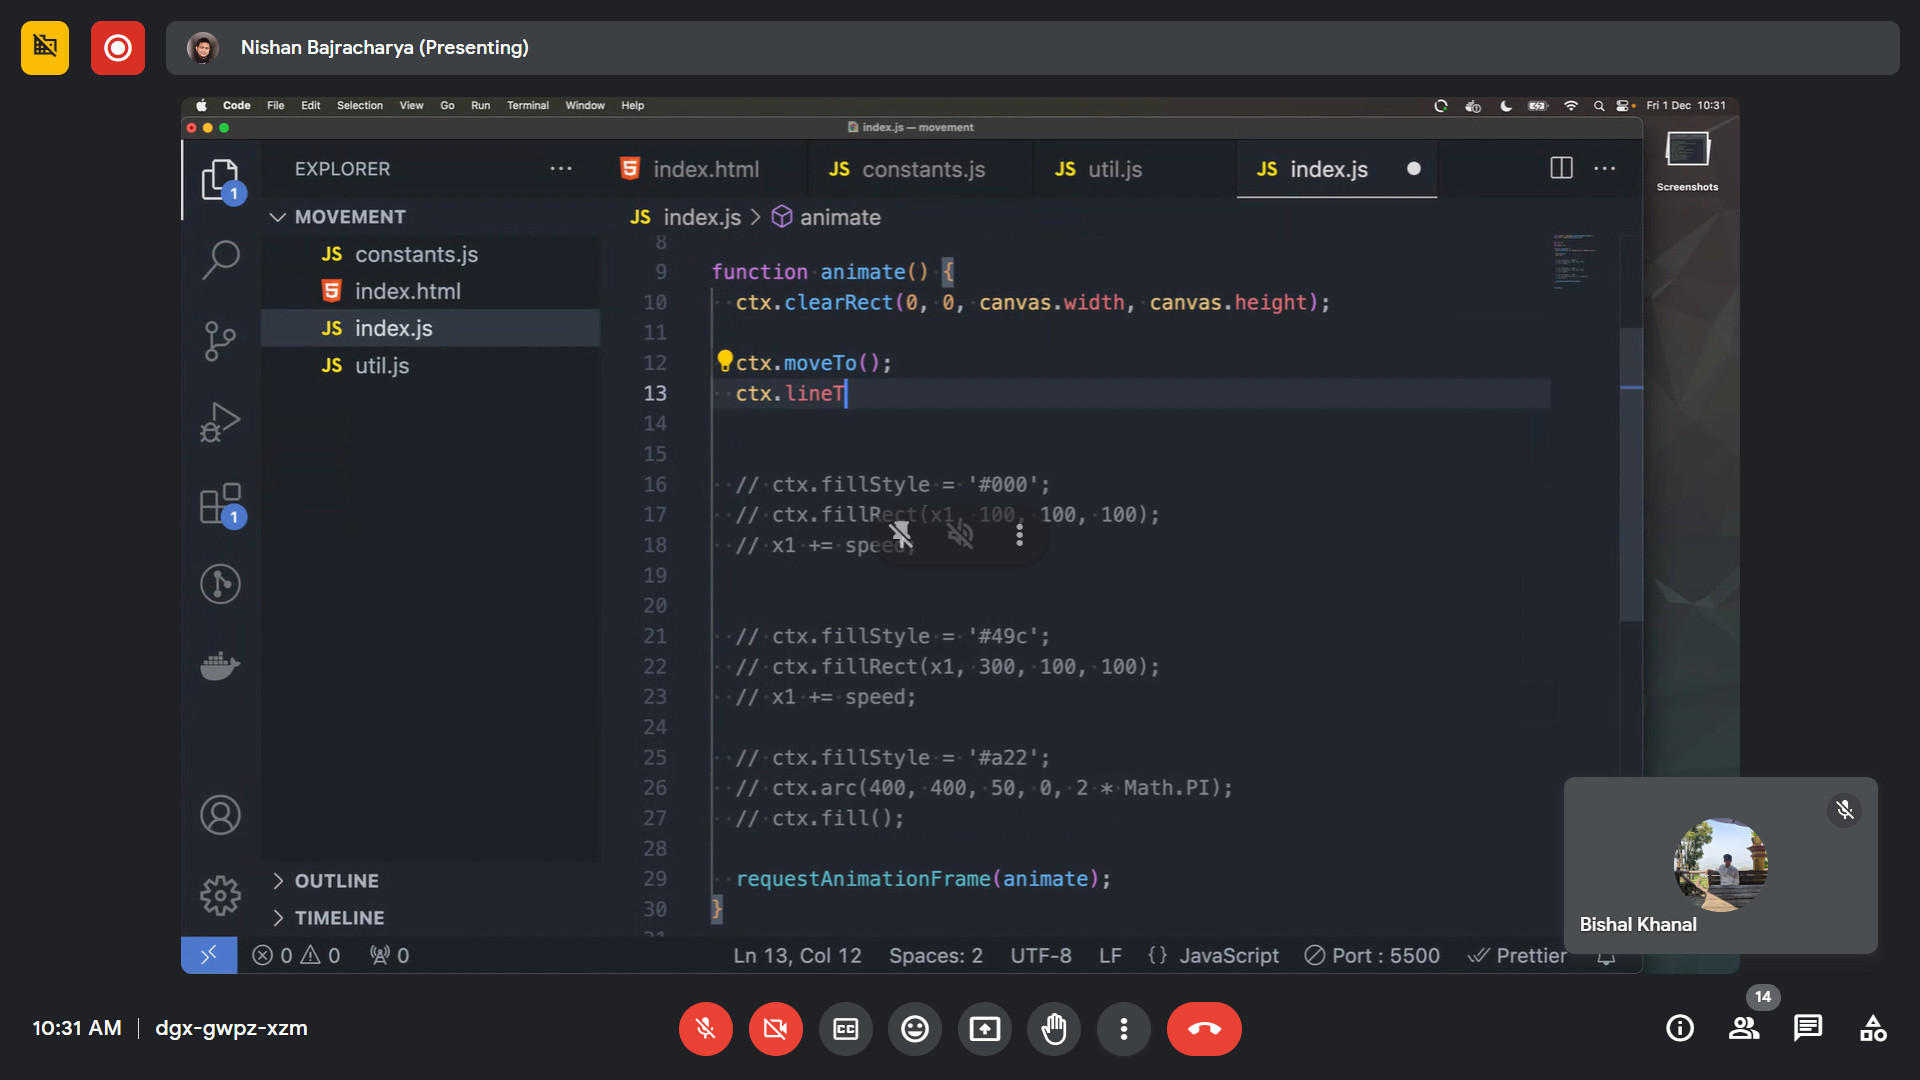 Nishan Bajracharya (Presenting)
Code File Edit Selection View Go Run Terminal Window Help
Fri 1 Dec 10:31
index.js — movement
Screenshots
EXPLORER
index.html
JS constants.js
JS util.js
JS index.js
MOVEMENT
JS constants.js
index.html
JS index.js
JS util.js
OUTLINE
TIMELINE
1
1
JS index.js > animate
8
9 function animate() {
10 ctx.clearRect(0, 0, canvas.width, canvas.height);
11
12 ctx.moveTo();
13 ctx.lineT
14
15
16 // ctx.fillStyle = '#000';
17 // ctx.fillRect(x1, 100, 100, 100);
18 // x1 += speed;
19
20
21 // ctx.fillStyle = '#49c';
22 // ctx.fillRect(x1, 300, 100, 100);
23 // x1 += speed;
24
25 // ctx.fillStyle = '#a22';
26 // ctx.arc(400, 400, 50, 0, 2 * Math.PI);
27 // ctx.fill();
28
29 requestAnimationFrame(animate);
30 }
0 0 0 Ln 13, Col 12 Spaces: 2 UTF-8 LF {} JavaScript Port : 5500 Prettier
Bishal Khanal
10:31 AM | dgx-gwpz-xzm
CC
14